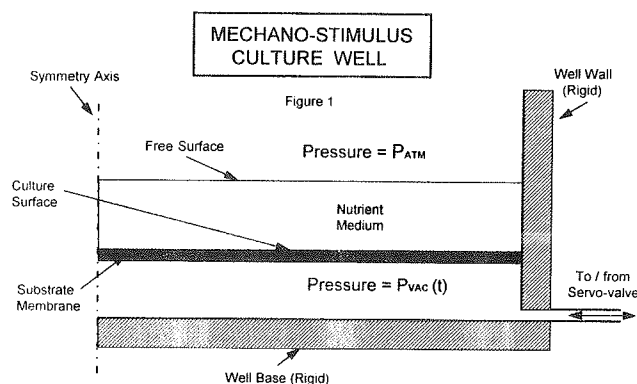 MECHANO-STIMULUS
CULTURE WELL
Symmetry Axis
Well Wall
(Rigid)
Figure 1
Free Surface
Pressure = PATM
Culture
Surface
Nutrient
Medium
Substrate
Membrane
Pressure = PVAC (t)
To / from
Servo-valve
Well Base (Rigid)